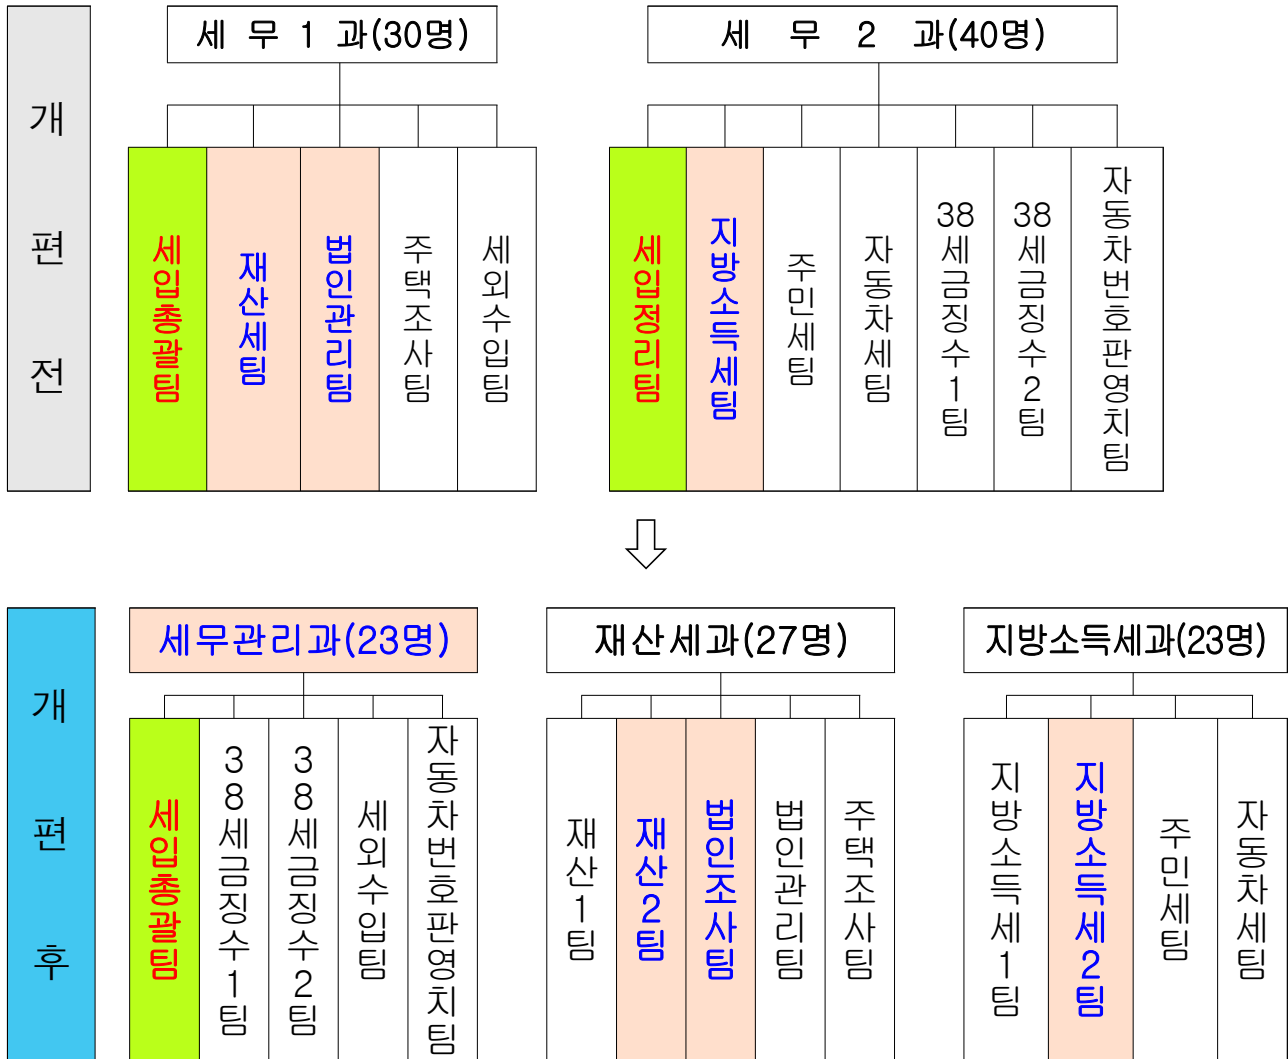 개편전
세 무 1 과(30명)
세 무 2 과(40명)
세입총괄팀
재산세팀
법인관리팀
주택조사팀
세외수입팀
세입정리팀
지방소득세팀
주민세팀
자동차세팀
38세금징수1팀
38세금징수2팀
자동차번호판영치팀
개편후
세무관리과(23명)
재산세과(27명)
지방소득세과(23명)
세입총괄팀
38세금징수1팀
38세금징수2팀
세외수입팀
자동차번호판영치팀
재산1팀
재산2팀
법인조사팀
법인관리팀
주택조사팀
지방소득세1팀
지방소득세2팀
주민세팀
자동차세팀